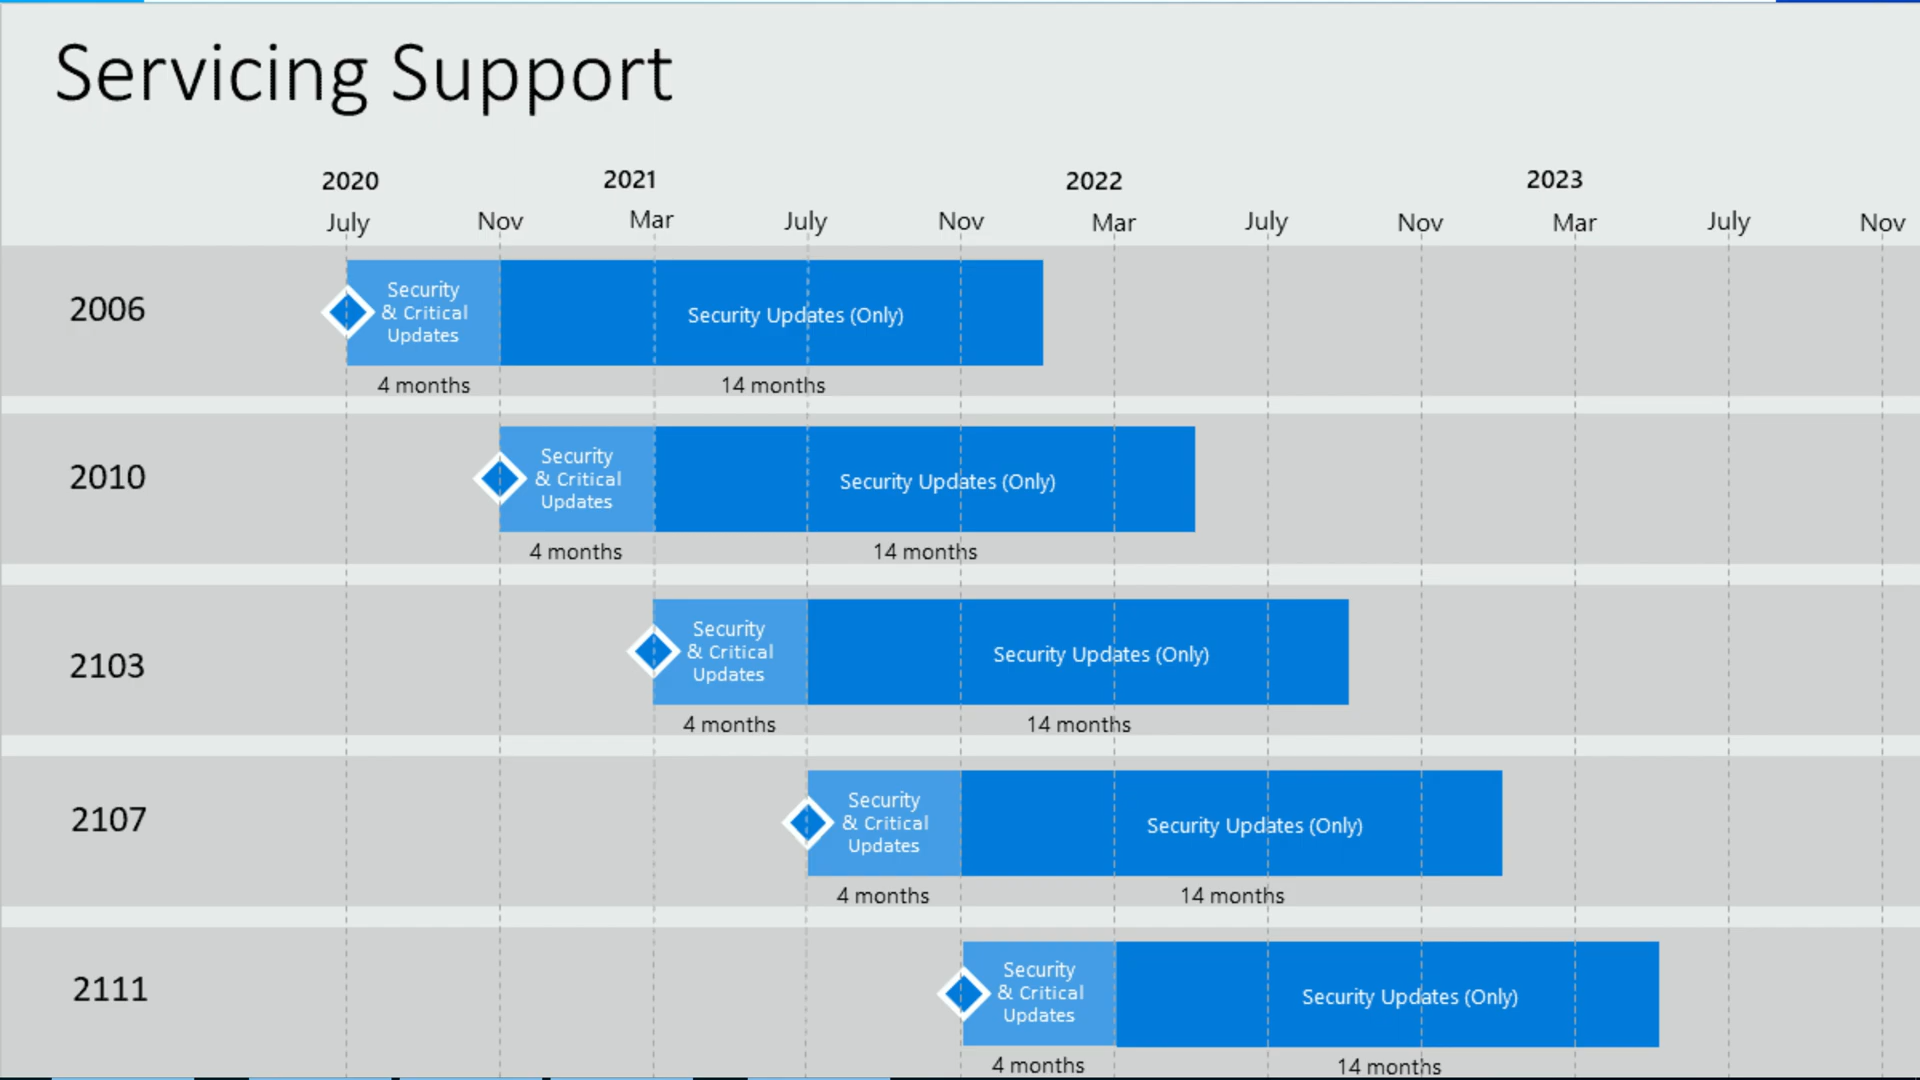 Servicing Support
2020 2021 2022 2023
July Nov Mar July Nov Mar July Nov Mar July Nov
2006
Security
& Critical
Updates
Security Updates (Only)
4 months
14 months
2010
Security
& Critical
Updates
Security Updates (Only)
4 months
14 months
2103
Security
& Critical
Updates
Security Updates (Only)
4 months
14 months
2107
Security
& Critical
Updates
Security Updates (Only)
4 months
14 months
2111
Security
& Critical
Updates
Security Updates (Only)
4 months
14 months